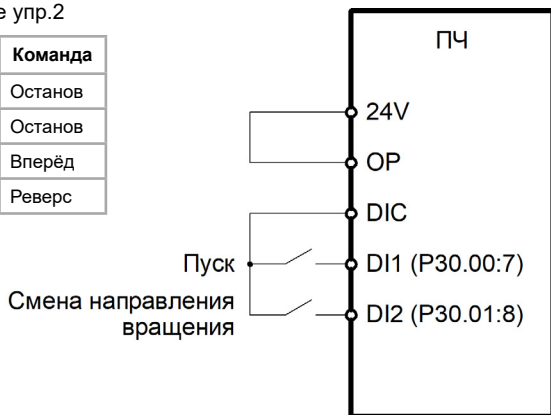 е упр.2
Команда
Останов
Останов
Вперёд
Реверс
ПЧ
24V
OP
DIC
Пуск
DI1 (P30.00:7)
Смена направления
вращения
DI2 (P30.01:8)